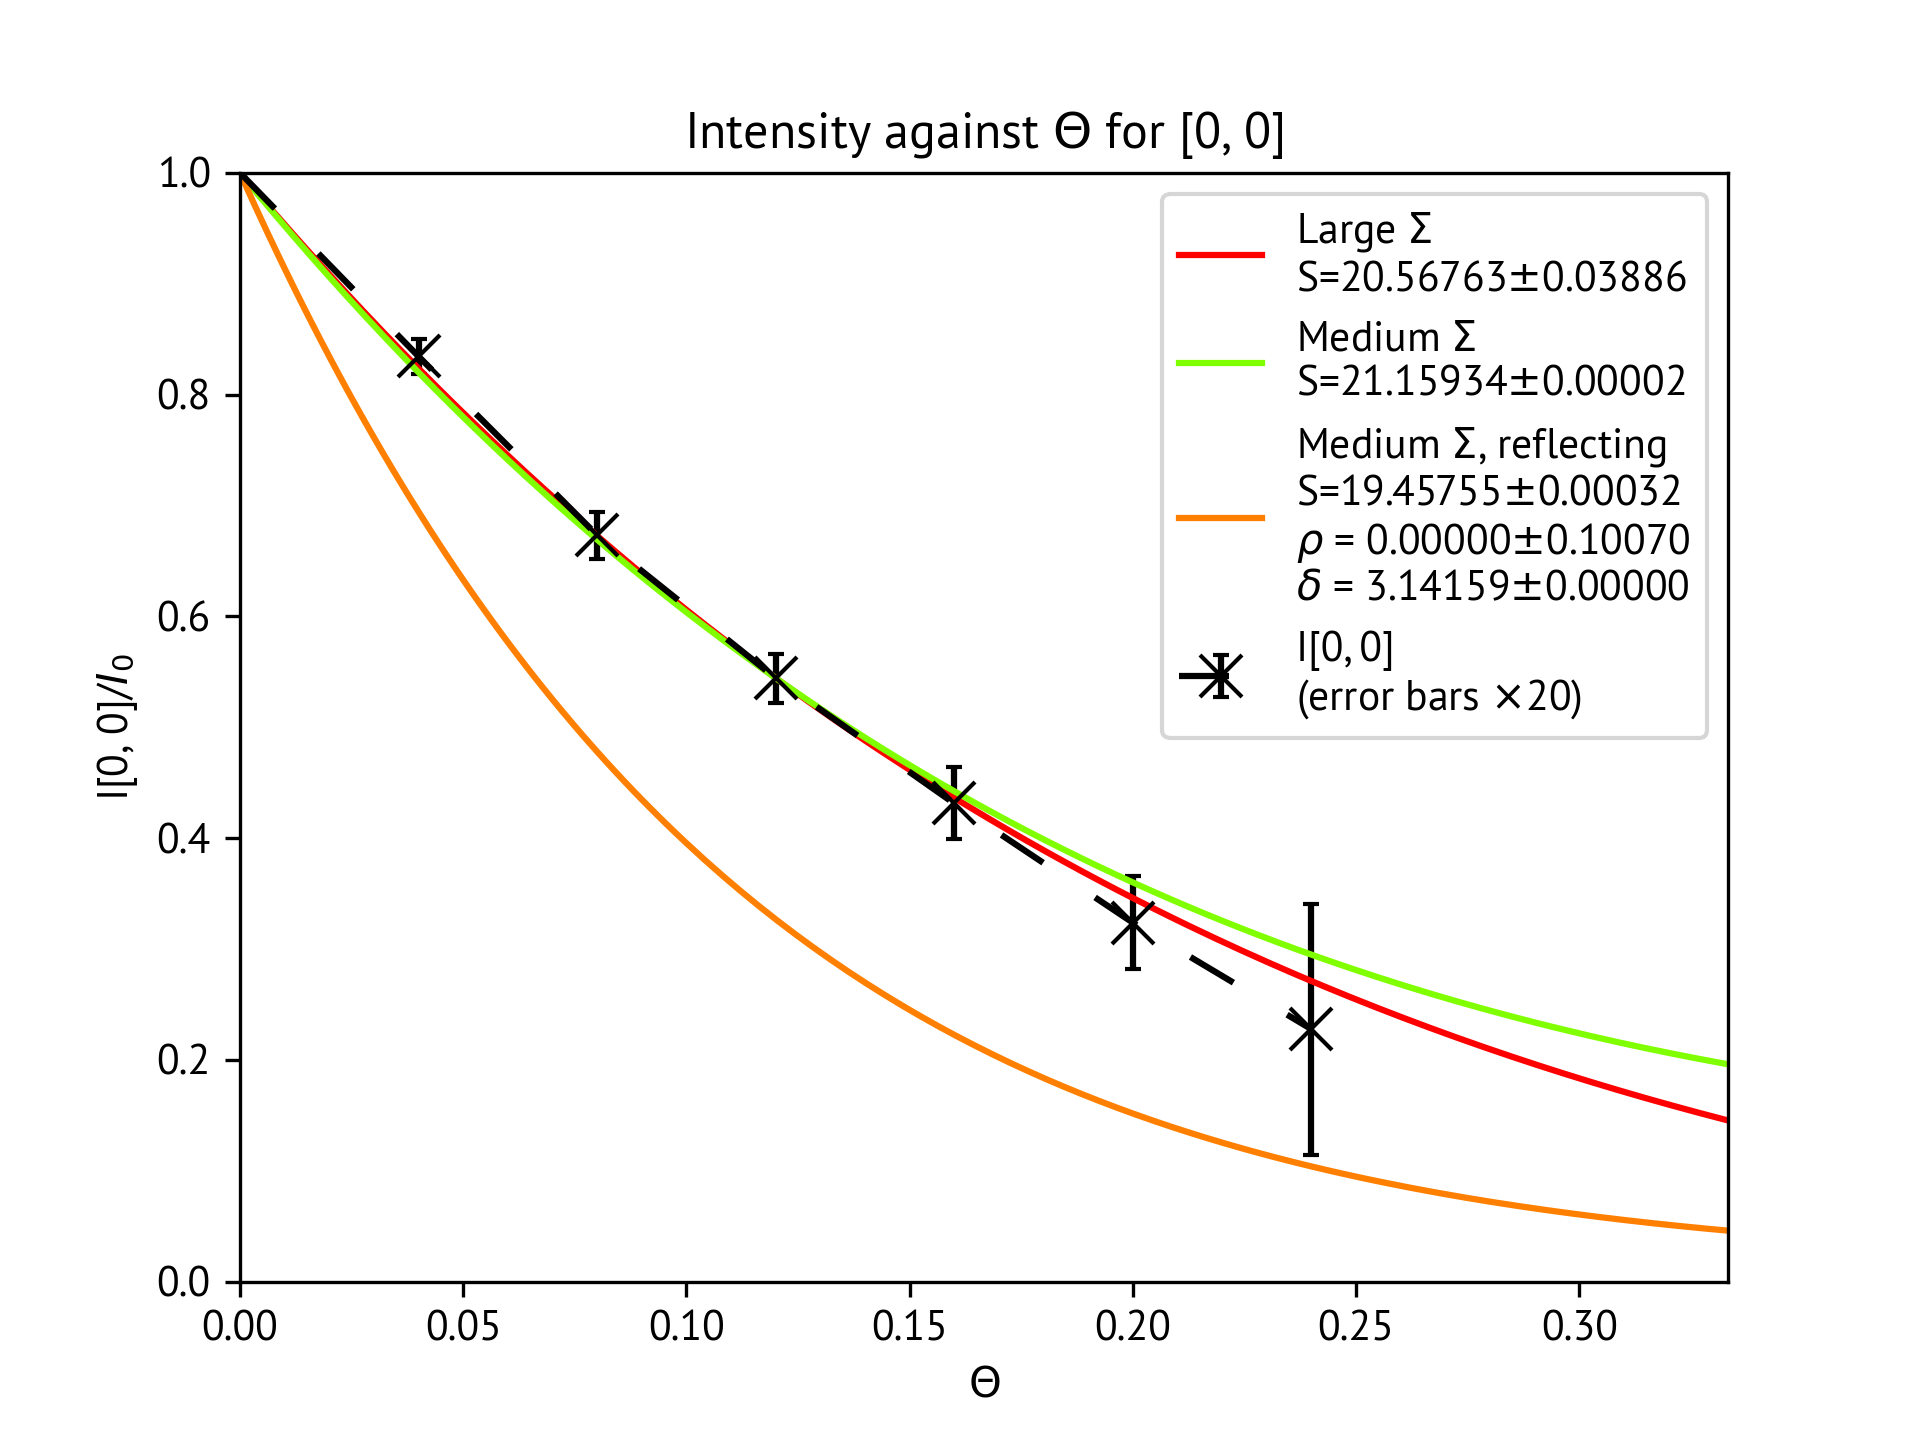 Intensity against Θ for [0, 0]
1.0
0.8
0.6
0.4
0.2
0.0
I[0, 0]/I₀
0.00 0.05 0.10 0.15 0.20 0.25 0.30
Θ
Large Σ
S=20.56763±0.03886
Medium Σ
S=21.15934±0.00002
Medium Σ, reflecting
S=19.45755±0.00032
ρ = 0.00000±0.10070
δ = 3.14159±0.00000
I[0, 0]
(error bars ×20)